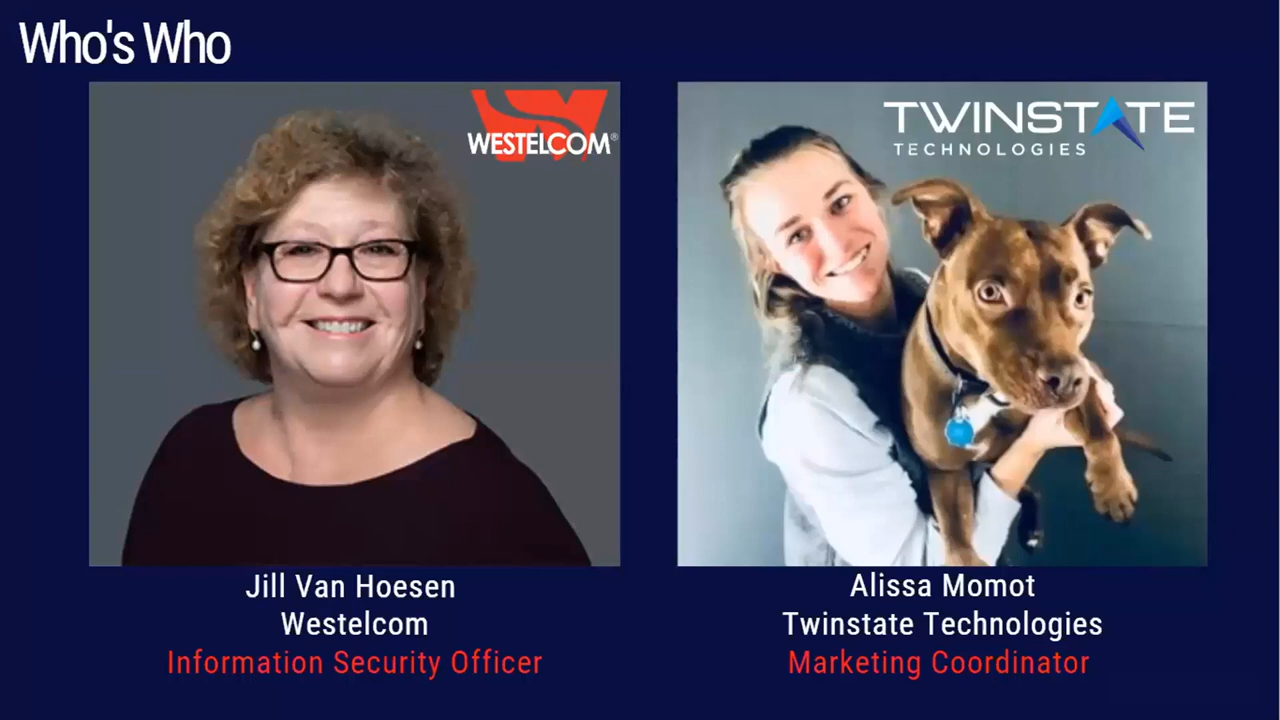 Who's Who
WESTELCOM®
TWINSTATE
TECHNOLOGIES
Jill Van Hoesen
Westelcom
Information Security Officer
Alissa Momot
Twinstate Technologies
Marketing Coordinator